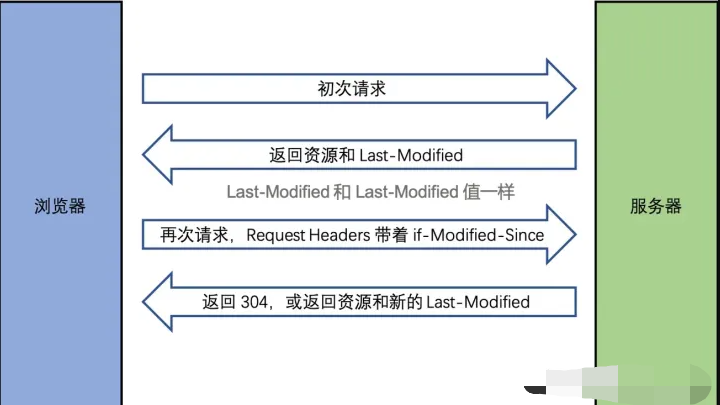 初次请求
返回资源和 Last-Modified
Last-Modified 和 Last-Modified 值一样
浏览器
服务器
再次请求，Request Headers 带着 if-Modified-Since
返回 304，或返回资源和新的 Last-Modified